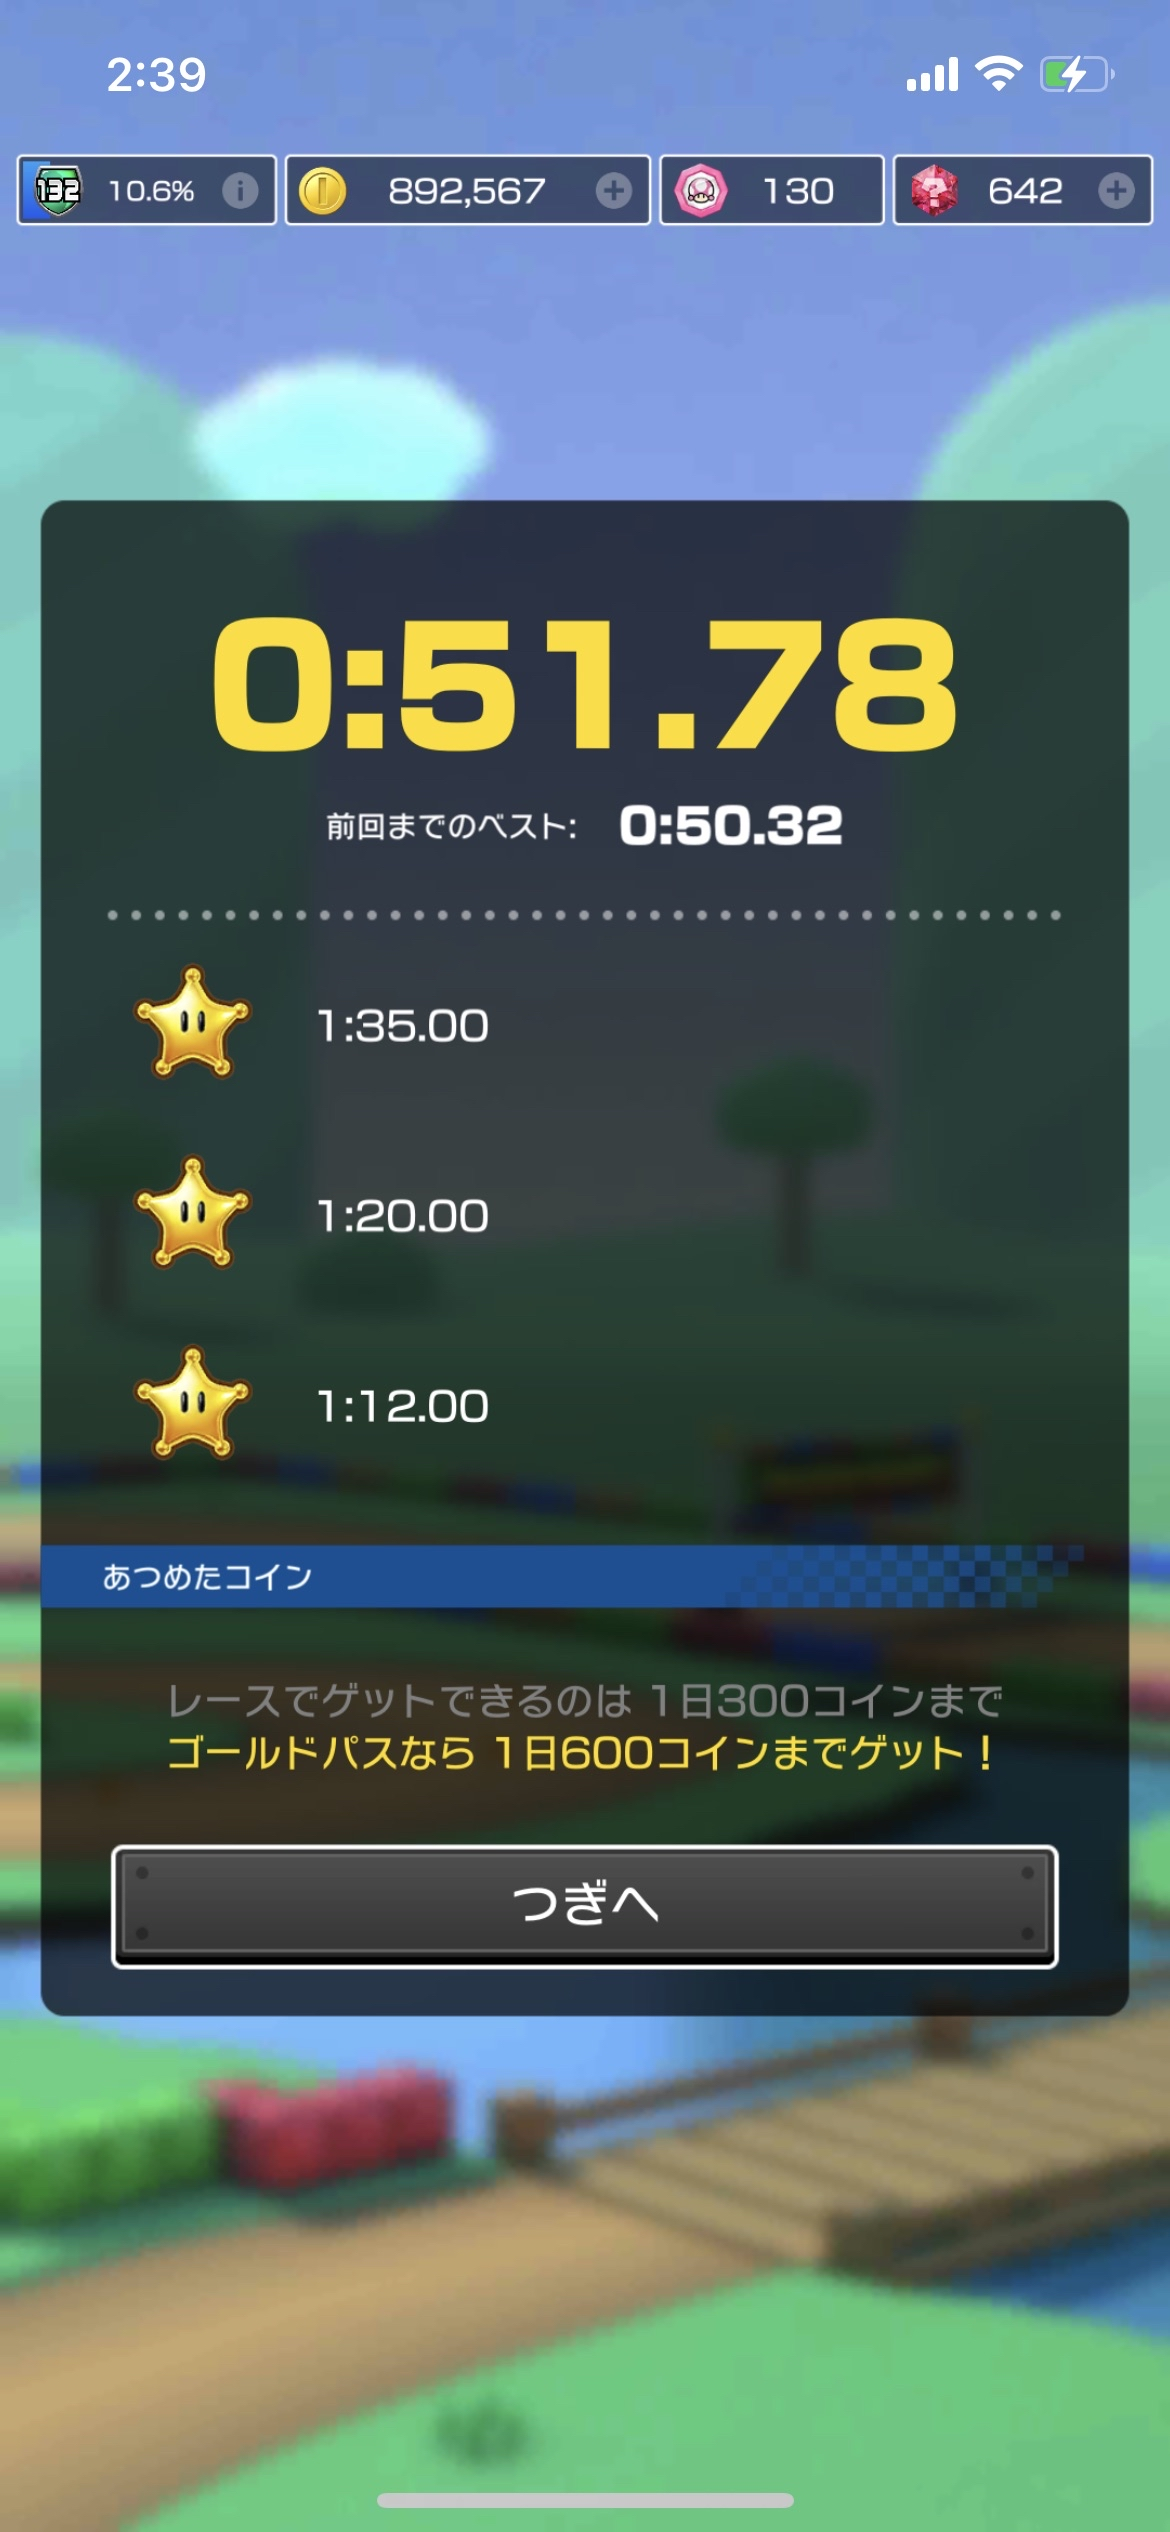 2:39
132 10.6% i 892,567 + 130 642 +
0:51.78
前回までのベスト: 0:50.32
1:35.00
1:20.00
1:12.00
あつめたコイン
レースでゲットできるのは 1日300コインまで
ゴールドパスなら 1日600コインまでゲット！
つぎへ